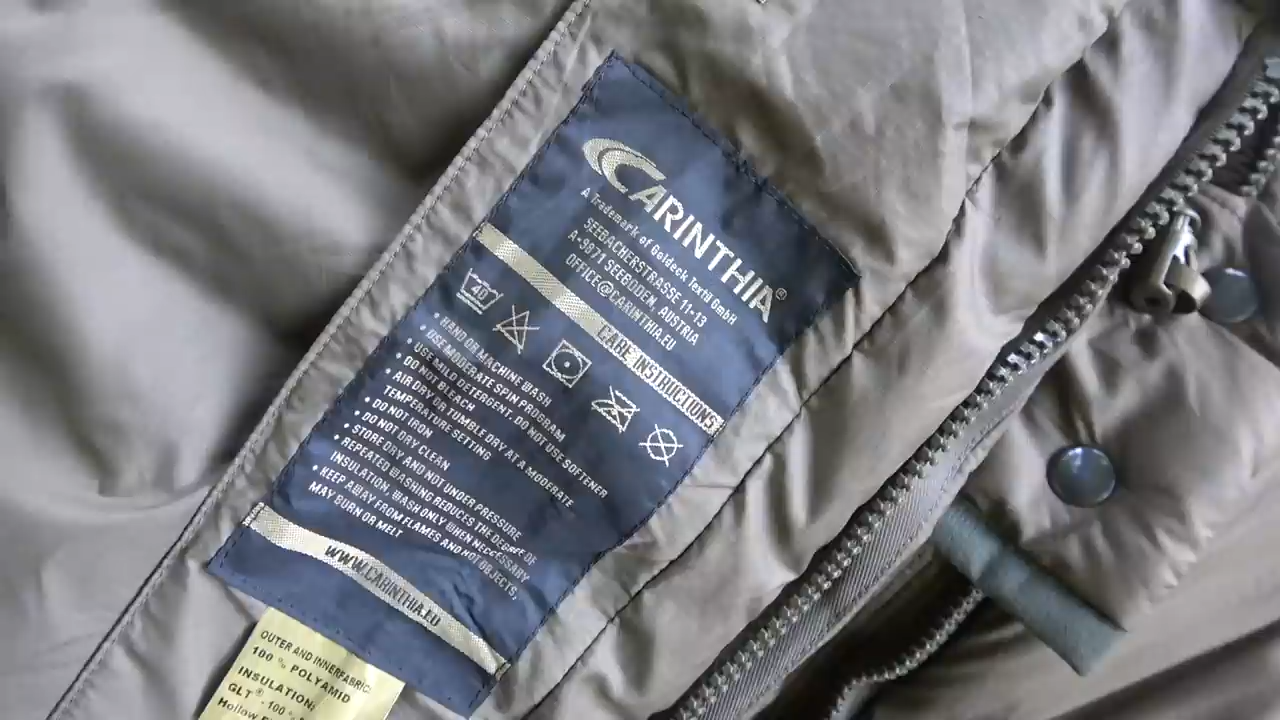 CARINTHIA®
A Trademark of Goldeck Textil GmbH
SEEBACHERSTRASSE 11-13
A-9871 SEEBODEN, AUSTRIA
OFFICE@CARINTHIA.EU
CARE INSTRUCTIONS
40
• HAND OR MACHINE WASH
• USE MODERATE SPIN PROGRAM
• USE MILD DETERGENT, DO NOT USE SOFTENER
• DO NOT BLEACH
• AIR DRY OR TUMBLE DRY AT A MODERATE
TEMPERATURE SETTING
• DO NOT IRON
• DO NOT DRY CLEAN
• STORE DRY AND NOT UNDER PRESSURE
• REPEATED WASHING REDUCES THE DEGREE OF
INSULATION, WASH ONLY WHEN NECCESSARY
• KEEP AWAY FROM FLAMES AND HOT OBJECTS,
MAY BURN OR MELT
WWW.CARINTHIA.EU
OUTER AND INNERFABRIC:
100 % POLYAMID
INSULATION:
GLT®, 100 %
Hollow